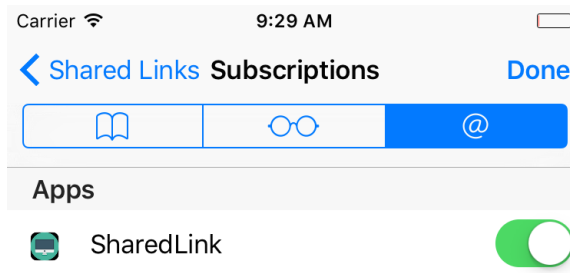 Carrier 9:29 AM
Shared Links Subscriptions Done
@
Apps
SharedLink